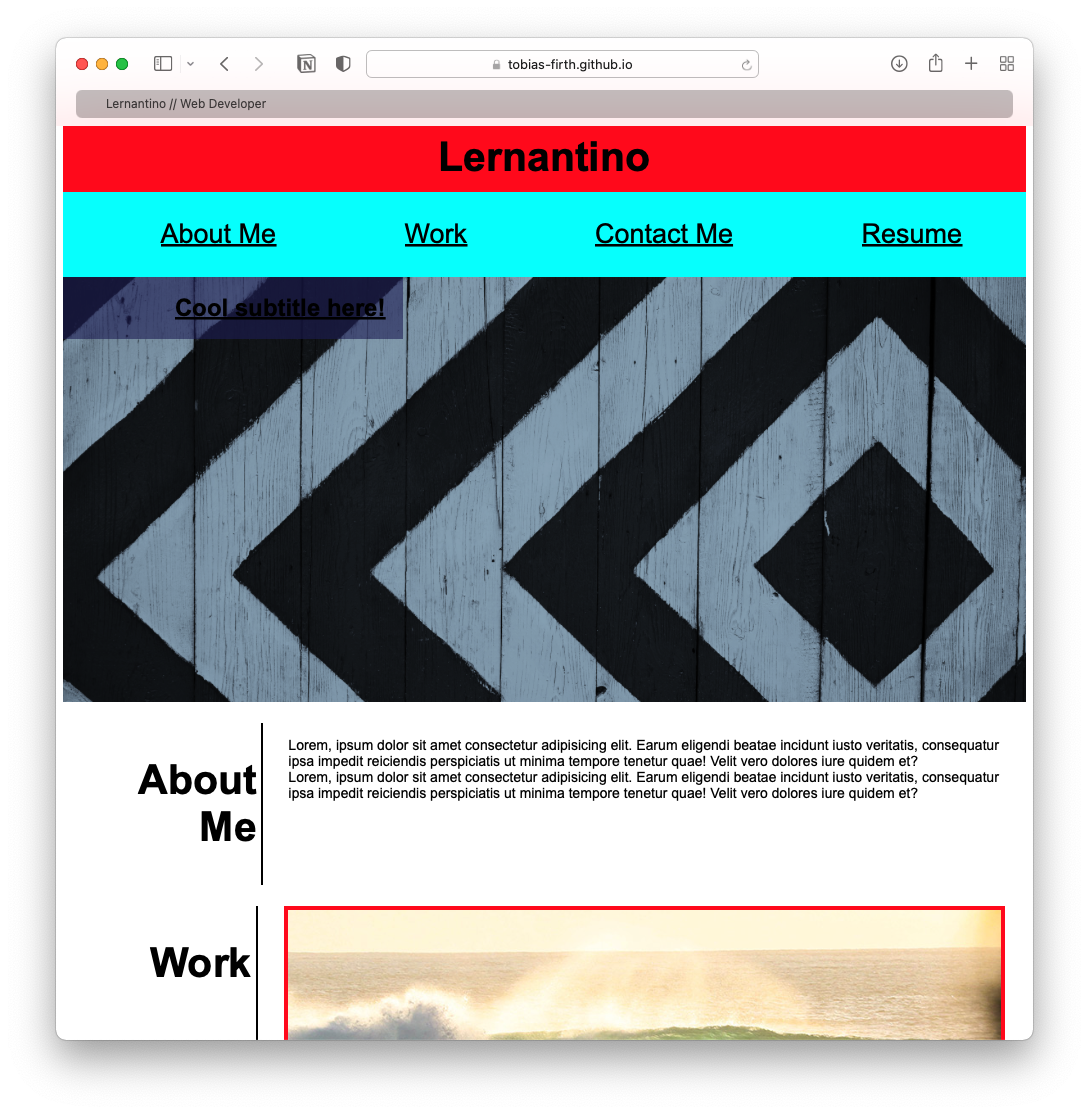 tobias-firth.github.io
Lernantino // Web Developer
Lernantino
About Me
Work
Contact Me
Resume
Cool subtitle here!
About
Me
Lorem, ipsum dolor sit amet consectetur adipisicing elit. Earum eligendi beatae incidunt iusto veritatis, consequatur
ipsa impedit reiciendis perspiciatis ut minima tempore tenetur quae! Velit vero dolores iure quidem et?
Lorem, ipsum dolor sit amet consectetur adipisicing elit. Earum eligendi beatae incidunt iusto veritatis, consequatur
ipsa impedit reiciendis perspiciatis ut minima tempore tenetur quae! Velit vero dolores iure quidem et?
Work